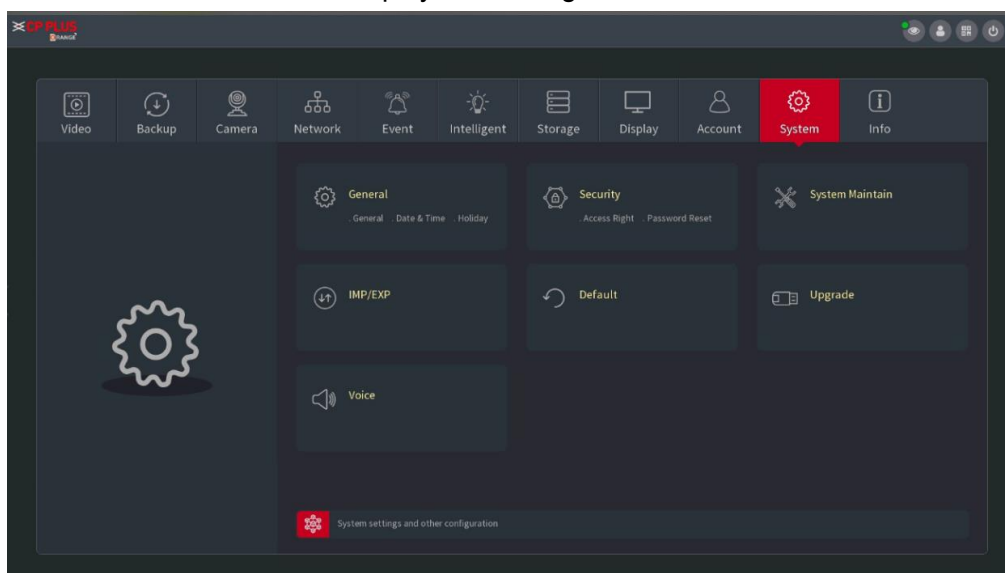 CP PLUS
ORANGE
Video Backup Camera Network Event Intelligent Storage Display Account System Info
General
. General . Date & Time . Holiday
Security
. Access Right . Password Reset
System Maintain
IMP/EXP
Default
Upgrade
Voice
System settings and other configuration